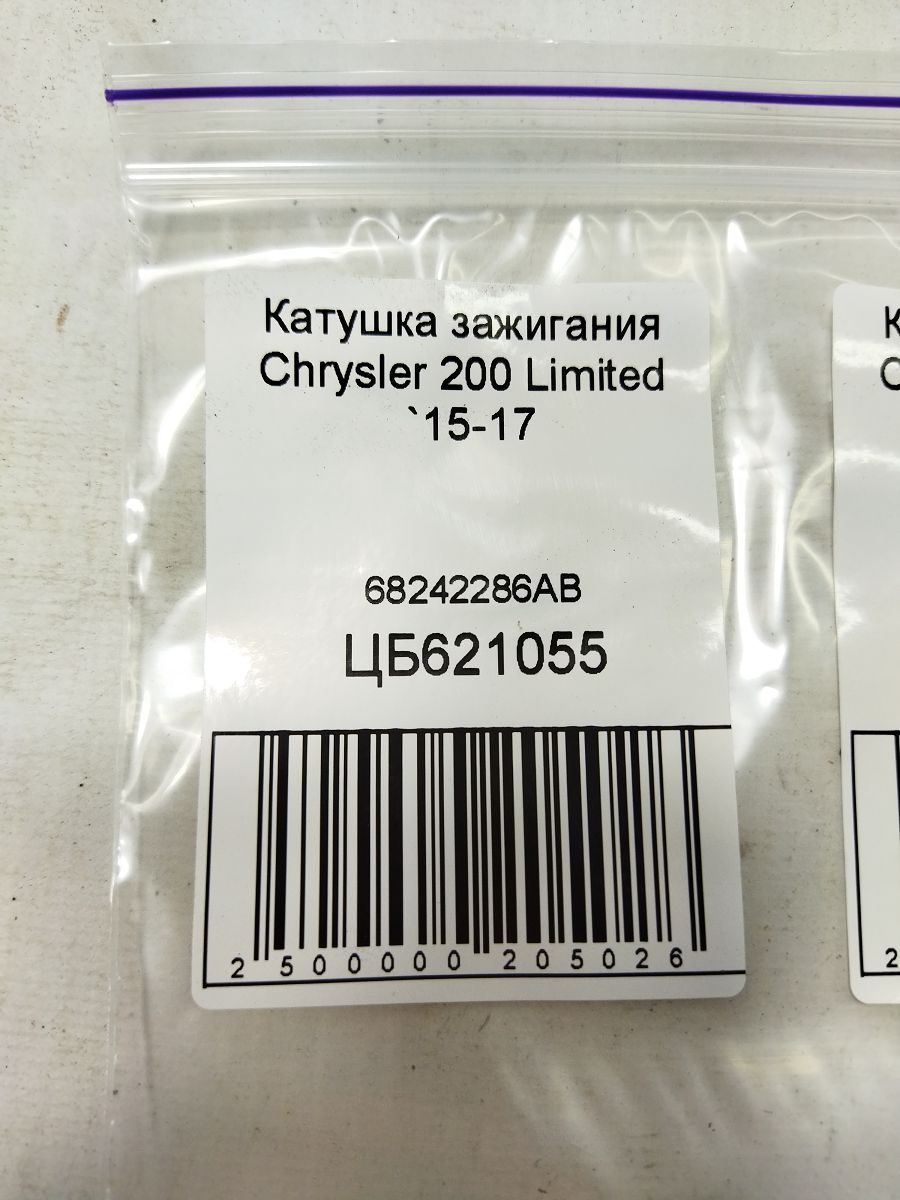 Катушка зажигания
Chrysler 200 Limited
`15-17
68242286AB
ЦБ621055
2 500000 205026